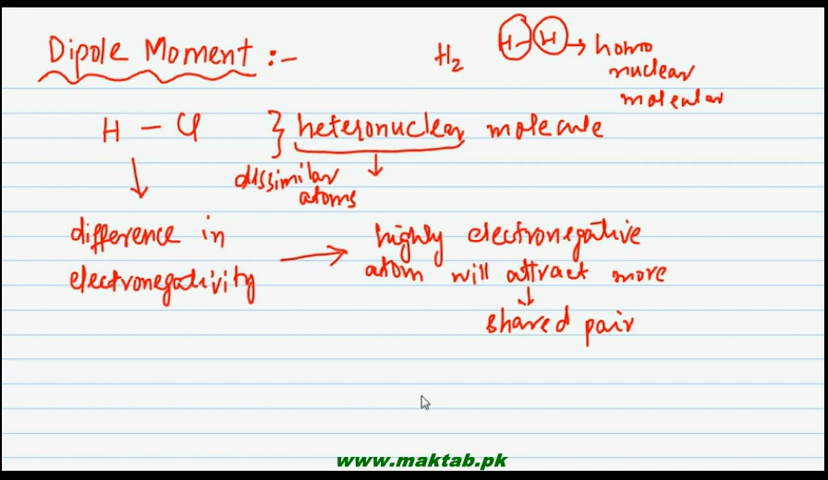 Dipole Moment :-
H2 H-H → homo
nuclear
molecular
H - Cl } heteronuclear molecule
dissimilar
atoms
difference in
electronegativity → highly electronegative
atom will attract more
shared pair
www.maktab.pk